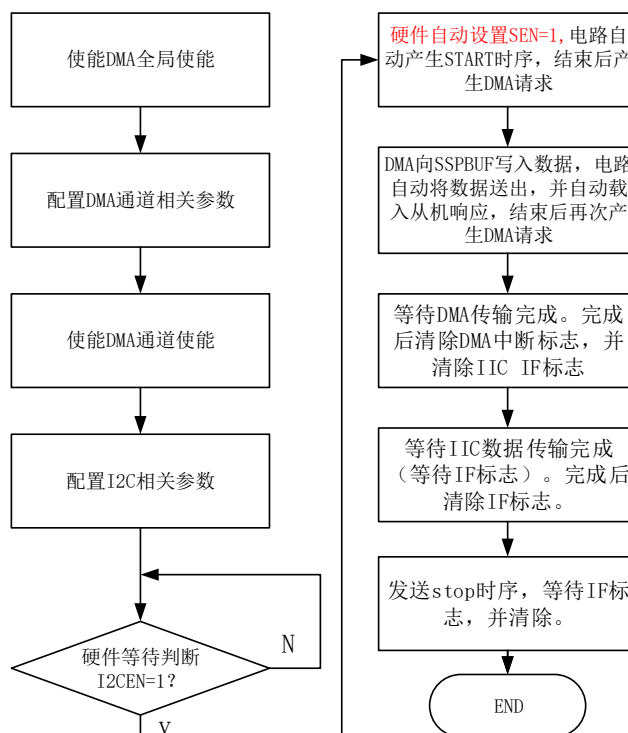 使能DMA全局使能
配置DMA通道相关参数
使能DMA通道使能
配置I2C相关参数
硬件等待判断
I2CEN=1?
N
Y
硬件自动设置SEN=1,电路自
动产生START时序，结束后产
生DMA请求
DMA向SSPBUF写入数据，电路
自动将数据送出，并自动载
入从机响应，结束后再次产
生DMA请求
等待DMA传输完成。完成
后清除DMA中断标志，并
清除IIC IF标志
等待IIC数据传输完成
（等待IF标志）。完成后
清除IF标志。
发送stop时序，等待IF标
志，并清除。
END